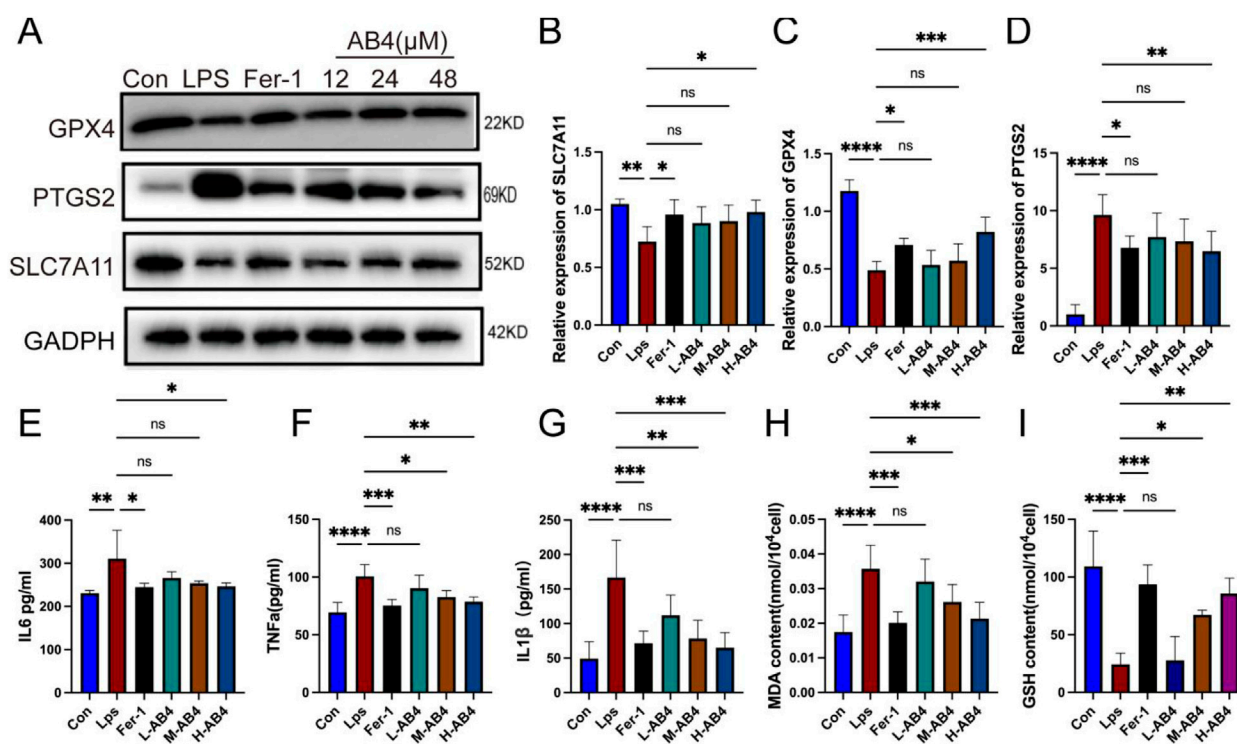 A
AB4(μM)
Con LPS Fer-1 12 24 48
GPX4 22KD
PTGS2 69KD
SLC7A11 52KD
GADPH 42KD
B
*
ns
ns
** *
Relative expression of SLC7A11
1.5
1.0
0.5
0.0
Con Lps Fer-1 L-AB4 M-AB4 H-AB4
C
***
ns
*
**** ns
Relative expression of GPX4
1.5
1.0
0.5
0.0
Con Lps Fer L-AB4 M-AB4 H-AB4
D
**
ns
*
**** ns
Relative expression of PTGS2
15
10
5
0
Con Lps Fer-1 L-AB4 M-AB4 H-AB4
E
*
ns
ns
** *
IL6 pg/ml
400
300
200
100
0
Con Lps Fer-1 L-AB4 M-AB4 H-AB4
F
**
*
***
**** ns
TNFa(pg/ml)
150
100
50
0
Con Lps Fer-1 L-AB4 M-AB4 H-AB4
G
***
**
***
**** ns
IL1β (pg/ml)
250
200
150
100
50
0
Con Lps Fer-1 L-AB4 M-AB4 H-AB4
H
***
*
***
**** ns
MDA content(nmol/10⁴cell)
0.05
0.04
0.03
0.02
0.01
0.00
Con Lps Fer-1 L-AB4 M-AB4 H-AB4
I
**
*
***
**** ns
GSH content(nmol/10⁴cell)
150
100
50
0
Con Lps Fer-1 L-AB4 M-AB4 H-AB4